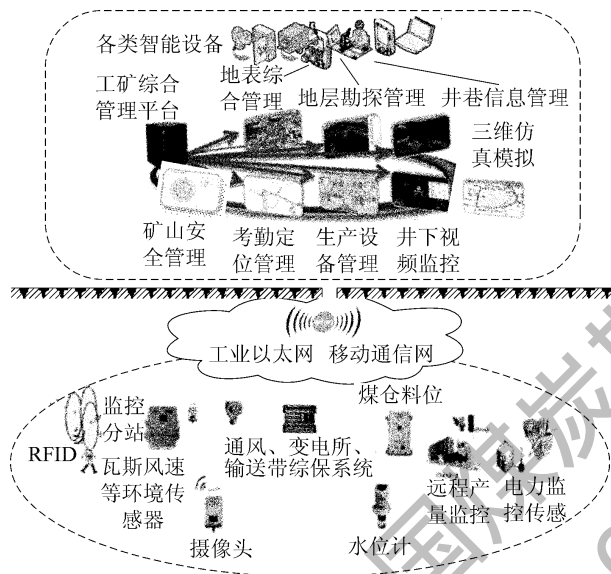 各类智能设备
工矿综合
管理平台
地表综
合管理
地层勘探管理
井巷信息管理
三维仿
真模拟
矿山安
全管理
考勤定
位管理
生产设
备管理
井下视
频监控
工业以太网 移动通信网
监控
分站
RFID
瓦斯风速
等环境传
感器
通风、变电所、
输送带综保系统
煤仓料位
远程产
量监控
电力监
控传感
摄像头
水位计
国煤炭